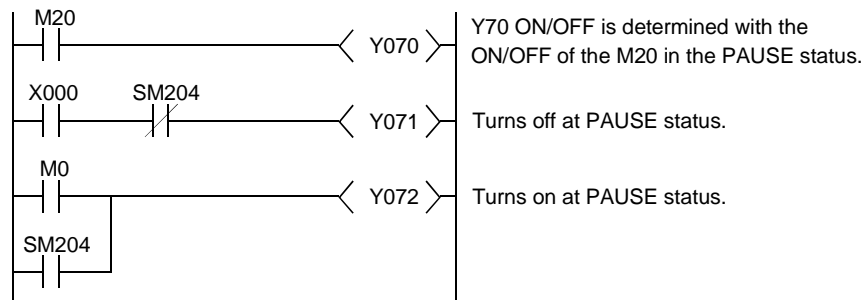 M20
Y070
Y70 ON/OFF is determined with the
ON/OFF of the M20 in the PAUSE status.
X000 SM204
Y071
Turns off at PAUSE status.
M0
Y072
Turns on at PAUSE status.
SM204